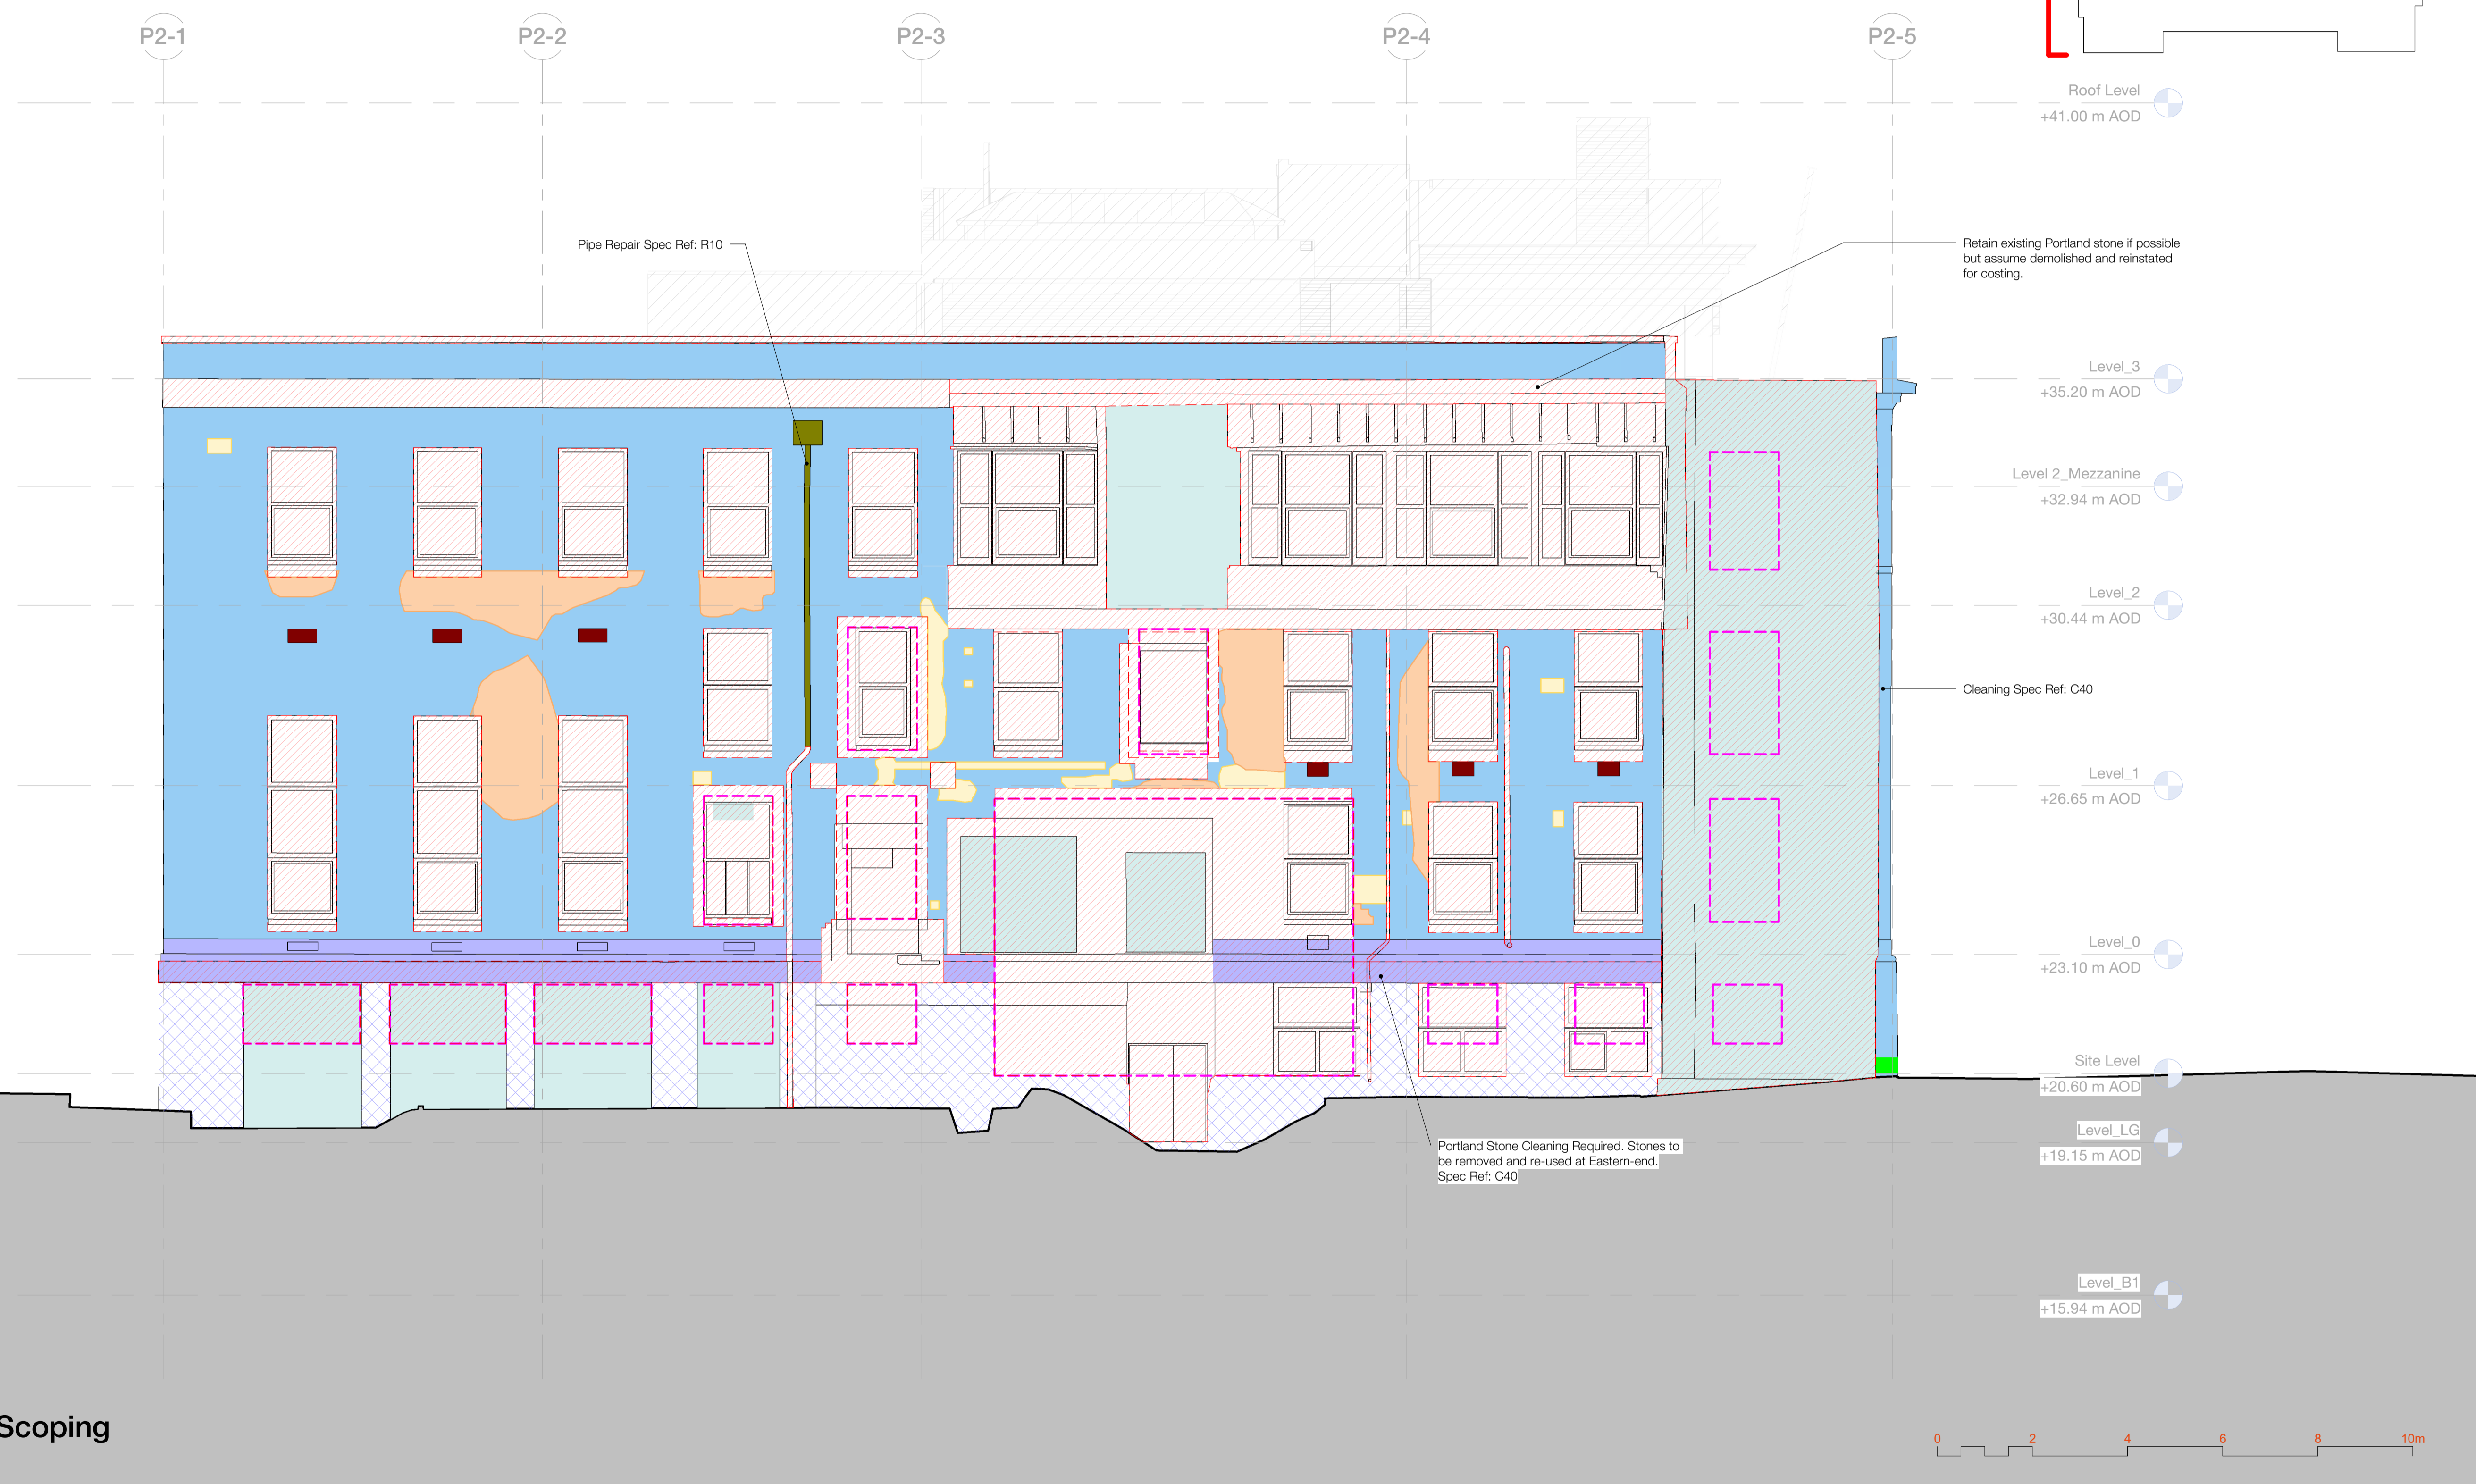 P2-1
P2-2
P2-3
P2-4
P2-5
Roof Level
+41.00 m AOD
Pipe Repair Spec Ref: R10
Retain existing Portland stone if possible
but assume demolished and reinstated
for costing.
Level_3
+35.20 m AOD
Level 2_Mezzanine
+32.94 m AOD
Level_2
+30.44 m AOD
Cleaning Spec Ref: C40
Level_1
+26.65 m AOD
Level_0
+23.10 m AOD
Site Level
+20.60 m AOD
Level_LG
+19.15 m AOD
Portland Stone Cleaning Required. Stones to
be removed and re-used at Eastern-end.
Spec Ref: C40
Level_B1
+15.94 m AOD
Scoping
0 2 4 6 8 10m